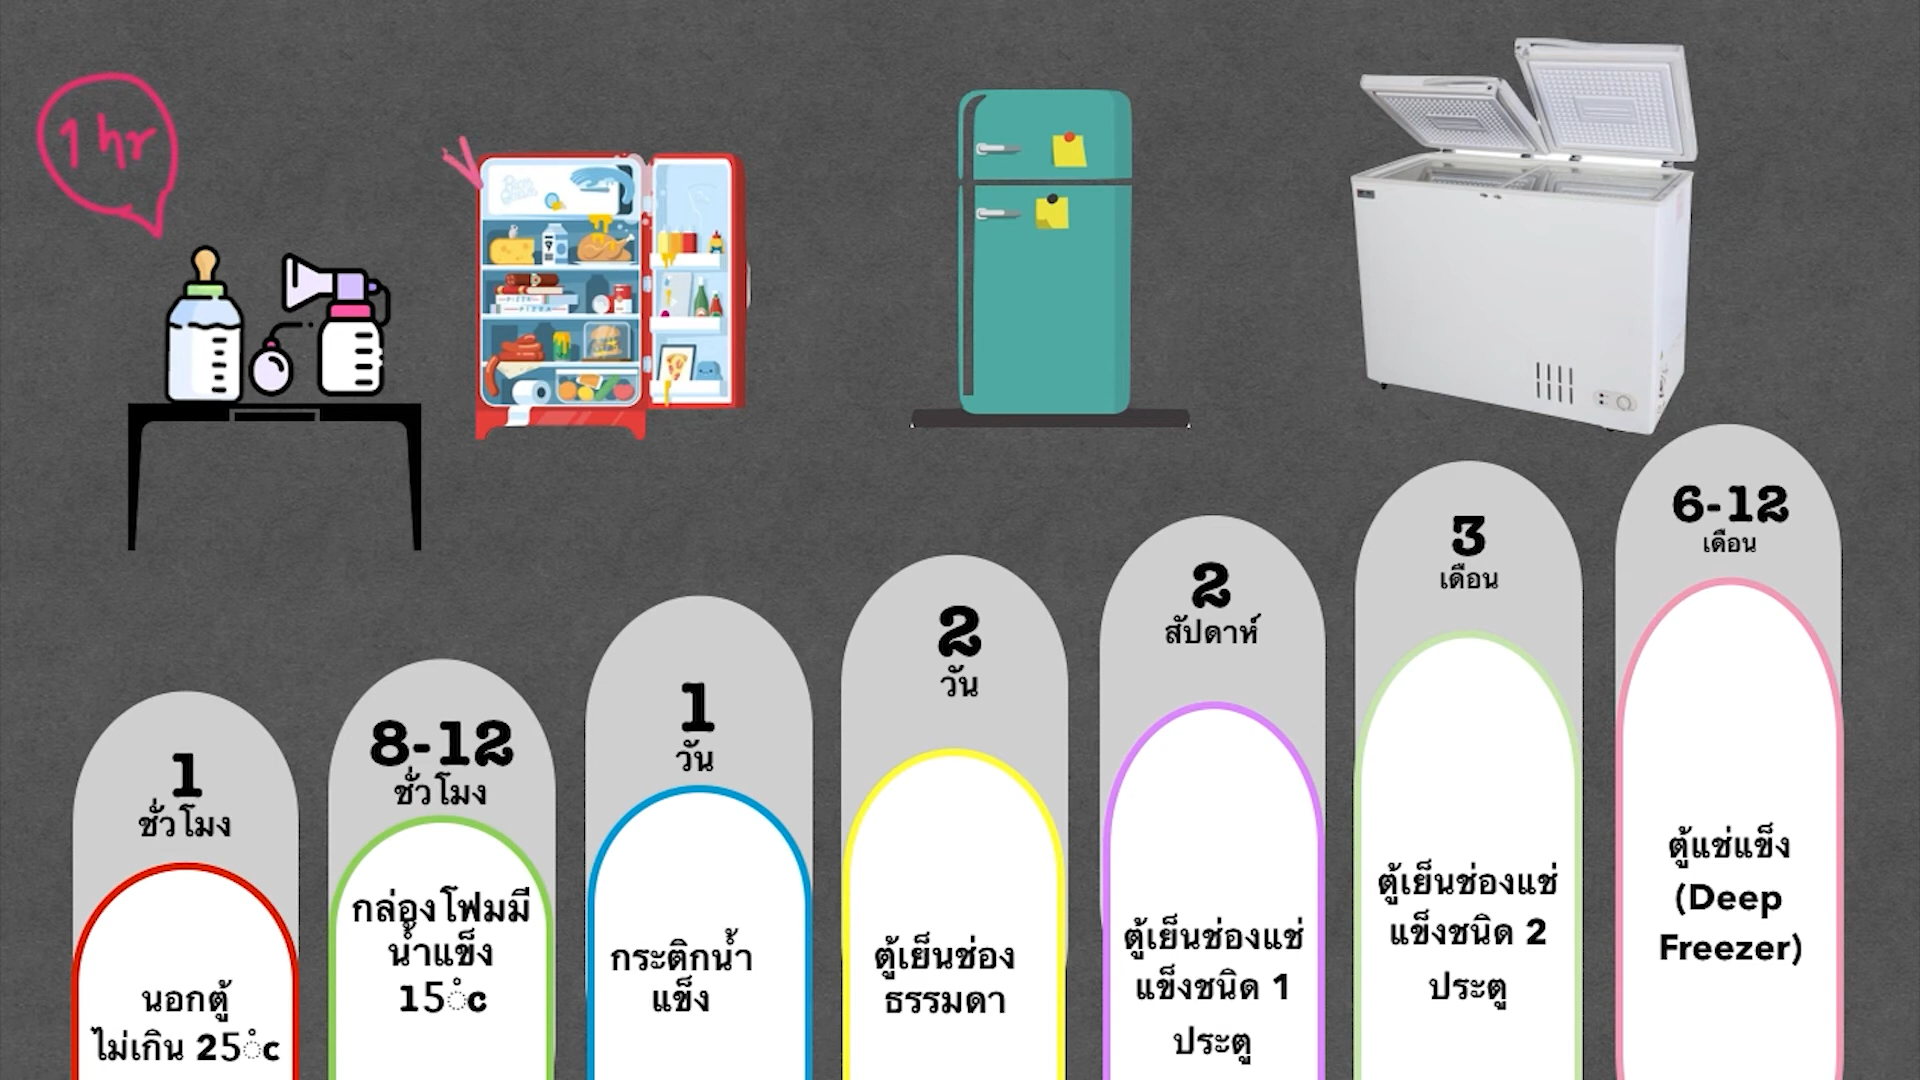 1 hr
PIZZA
PIZZA
1
ชั่วโมง
นอกตู้
ไม่เกิน 25 ํc
8-12
ชั่วโมง
กล่องโฟมมี
น้ำแข็ง
15 ํc
1
วัน
กระติกน้ำ
แข็ง
2
วัน
ตู้เย็นช่อง
ธรรมดา
2
สัปดาห์
ตู้เย็นช่องแช่
แข็งชนิด 1
ประตู
3
เดือน
ตู้เย็นช่องแช่
แข็งชนิด 2
ประตู
6-12
เดือน
ตู้แช่แข็ง
(Deep
Freezer)